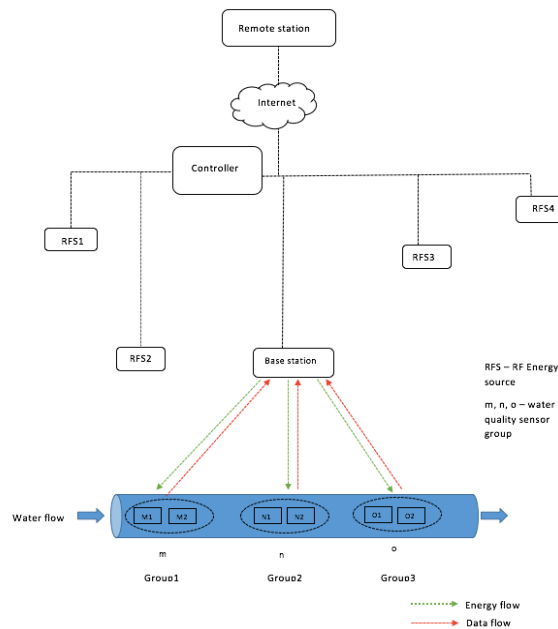 Remote station
Internet
Controller
RFS4
RFS1
RFS3
RFS2
Base station
RFS – RF Energy
source
m, n, o – water
quality sensor
group
Water flow
M1 M2 N1 N2 O1 O2
m n o
Group1 Group2 Group3
Energy flow
Data flow